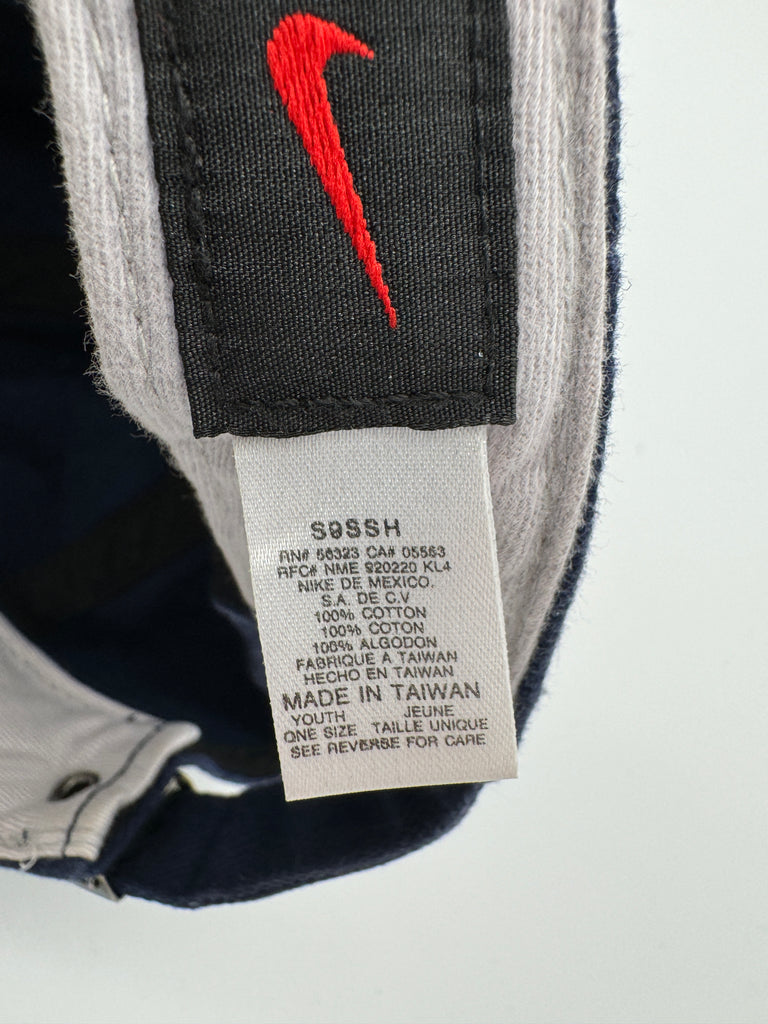 S9SSH
RN# 56323 CA# 05563
RFC# NME 920220 KL4
NIKE DE MEXICO.
S.A. DE C.V
100% COTTON
100% COTON
100% ALGODON
FABRIQUE A TAIWAN
HECHO EN TAIWAN
MADE IN TAIWAN
YOUTH JEUNE
ONE SIZE TAILLE UNIQUE
SEE REVERSE FOR CARE